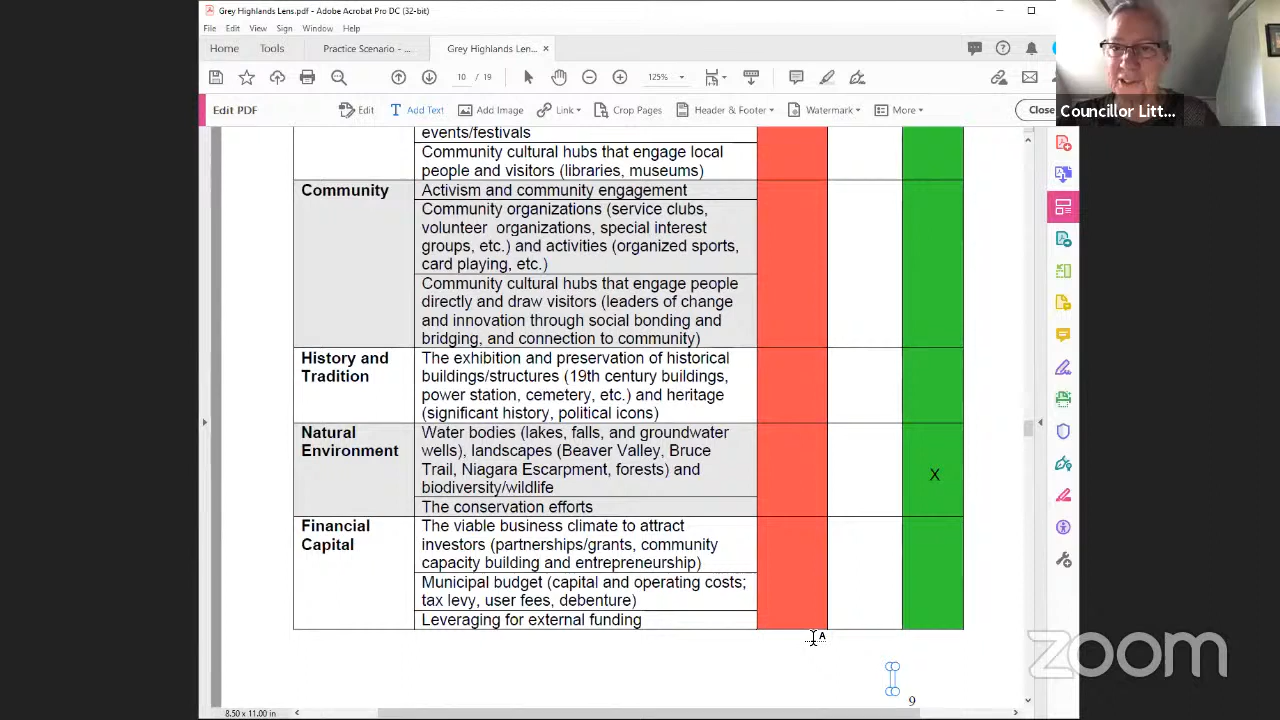 Grey Highlands Lens.pdf - Adobe Acrobat Pro DC (32-bit)
File Edit View Sign Window Help
Home Tools Practice Scenario - ... Grey Highlands Len... ×
10 / 19 125%
Edit PDF Edit Add Text Add Image Link Crop Pages Header & Footer Watermark More Close
Councillor Litt...
events/festivals
Community cultural hubs that engage local
people and visitors (libraries, museums)
Community
Activism and community engagement
Community organizations (service clubs,
volunteer organizations, special interest
groups, etc.) and activities (organized sports,
card playing, etc.)
Community cultural hubs that engage people
directly and draw visitors (leaders of change
and innovation through social bonding and
bridging, and connection to community)
History and
Tradition
The exhibition and preservation of historical
buildings/structures (19th century buildings,
power station, cemetery, etc.) and heritage
(significant history, political icons)
Natural
Environment
Water bodies (lakes, falls, and groundwater
wells), landscapes (Beaver Valley, Bruce
Trail, Niagara Escarpment, forests) and
biodiversity/wildlife
X
The conservation efforts
Financial
Capital
The viable business climate to attract
investors (partnerships/grants, community
capacity building and entrepreneurship)
Municipal budget (capital and operating costs;
tax levy, user fees, debenture)
Leveraging for external funding
A
zoom
9
8.50 x 11.00 in